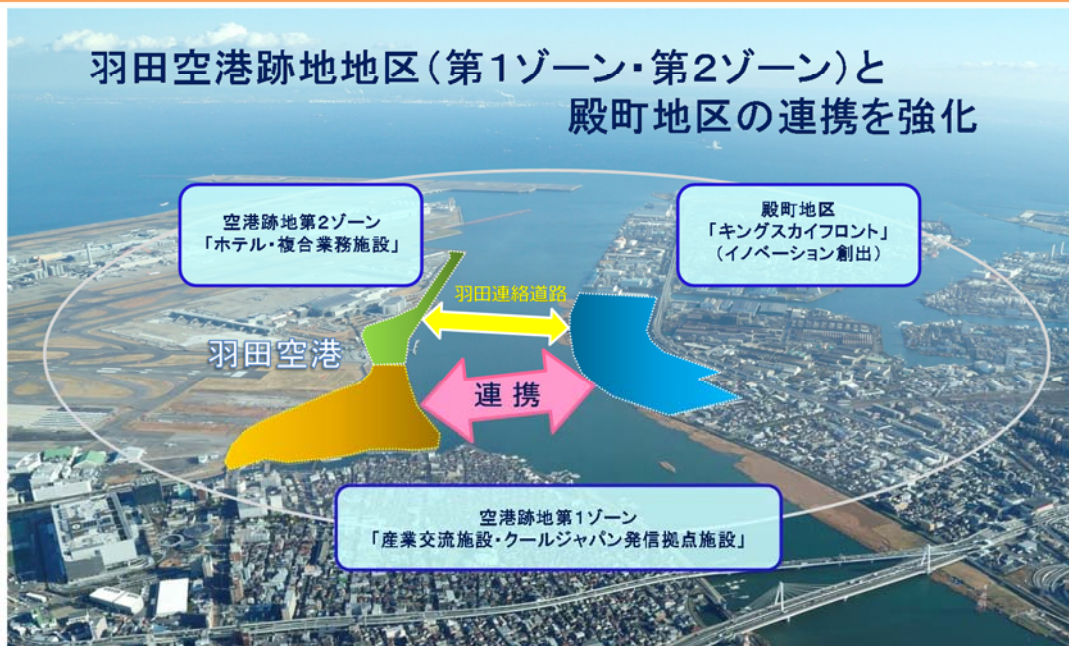 羽田空港跡地地区（第１ゾーン・第２ゾーン）と
殿町地区の連携を強化
空港跡地第２ゾーン
「ホテル・複合業務施設」
殿町地区
「キングスカイフロント」
（イノベーション創出）
羽田連絡道路
羽田空港
連 携
空港跡地第１ゾーン
「産業交流施設・クールジャパン発信拠点施設」